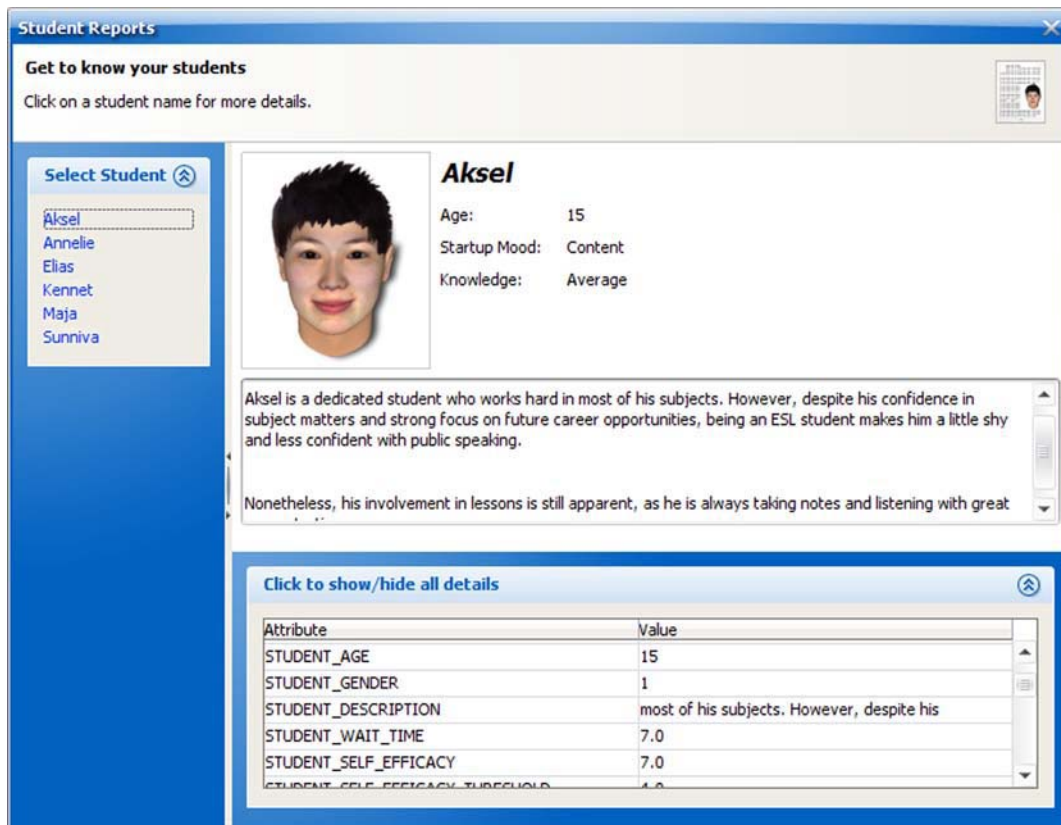 Student Reports
Get to know your students
Click on a student name for more details.
Select Student
Aksel
Annelie
Elias
Kennet
Maja
Sunniva
Aksel
Age: 15
Startup Mood: Content
Knowledge: Average
Aksel is a dedicated student who works hard in most of his subjects. However, despite his confidence in
subject matters and strong focus on future career opportunities, being an ESL student makes him a little shy
and less confident with public speaking.
Nonetheless, his involvement in lessons is still apparent, as he is always taking notes and listening with great
Click to show/hide all details
Attribute Value
STUDENT_AGE 15
STUDENT_GENDER 1
STUDENT_DESCRIPTION most of his subjects. However, despite his
STUDENT_WAIT_TIME 7.0
STUDENT_SELF_EFFICACY 7.0
STUDENT_SELF_EFFICACY_THRESHOLD 4.0